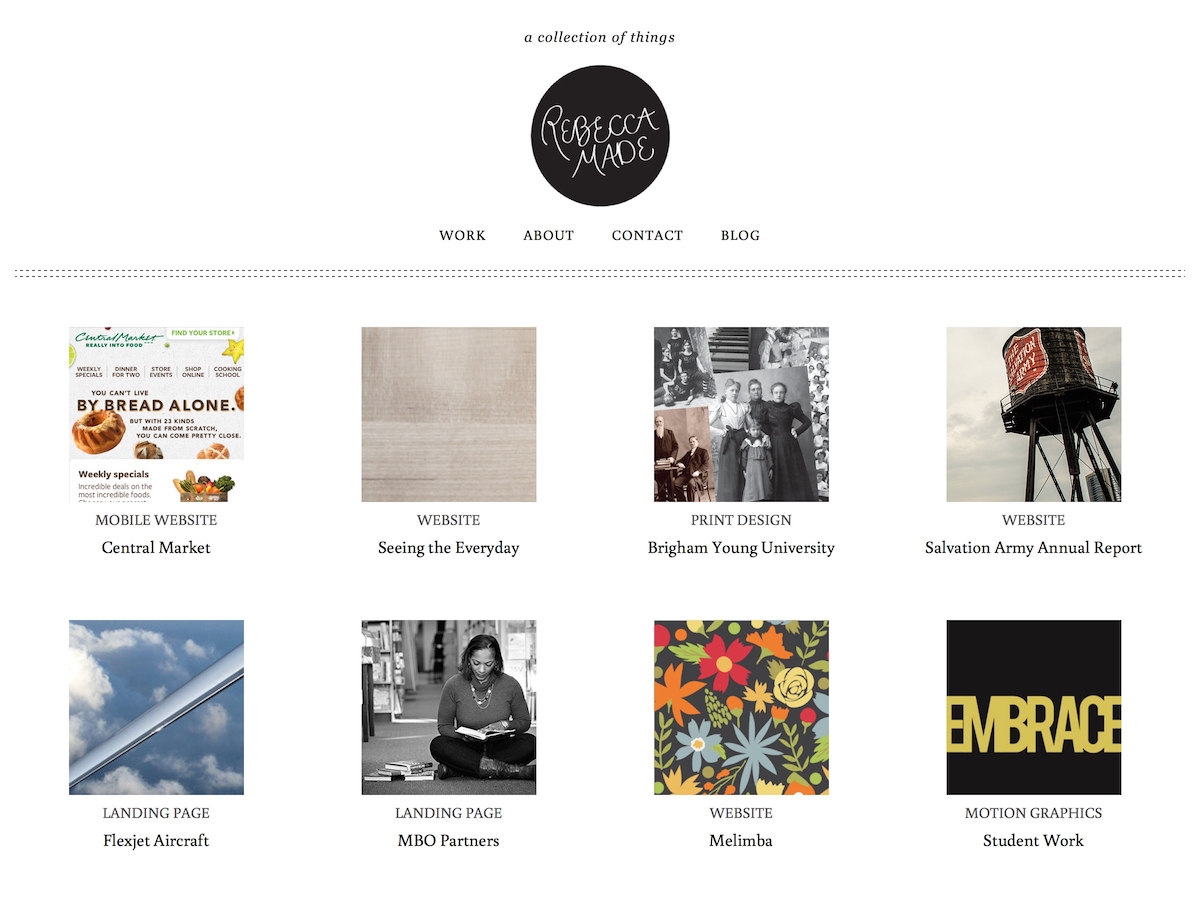 a collection of things
REBECCA
MADE
WORK ABOUT CONTACT BLOG
Central Market
REALLY INTO FOOD
FIND YOUR STORE
WEEKLY SPECIALS
DINNER FOR TWO
STORE EVENTS
SHOP ONLINE
COOKING SCHOOL
YOU CAN'T LIVE
BY BREAD ALONE.
BUT WITH 23 KINDS
MADE FROM SCRATCH,
YOU CAN COME PRETTY CLOSE.
Weekly specials
Incredible deals on the
most incredible foods.
MOBILE WEBSITE
Central Market
WEBSITE
Seeing the Everyday
PRINT DESIGN
Brigham Young University
THE
SALVATION
ARMY
WEBSITE
Salvation Army Annual Report
LANDING PAGE
Flexjet Aircraft
LANDING PAGE
MBO Partners
WEBSITE
Melimba
EMBRACE
MOTION GRAPHICS
Student Work